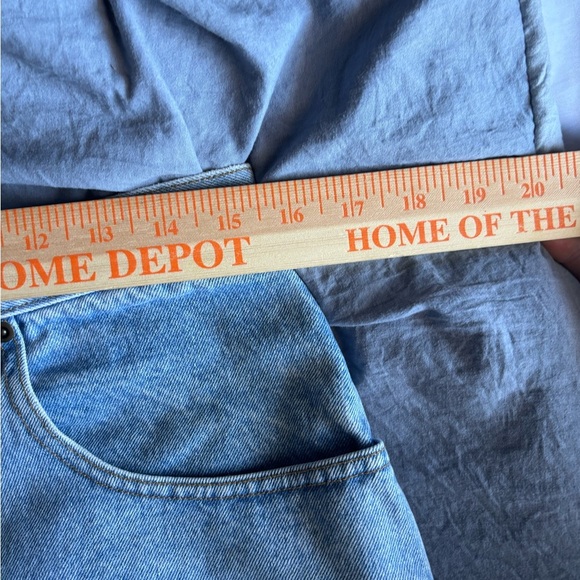 12 13 14 15 16 17 18 19 20
OME DEPOT HOME OF THE